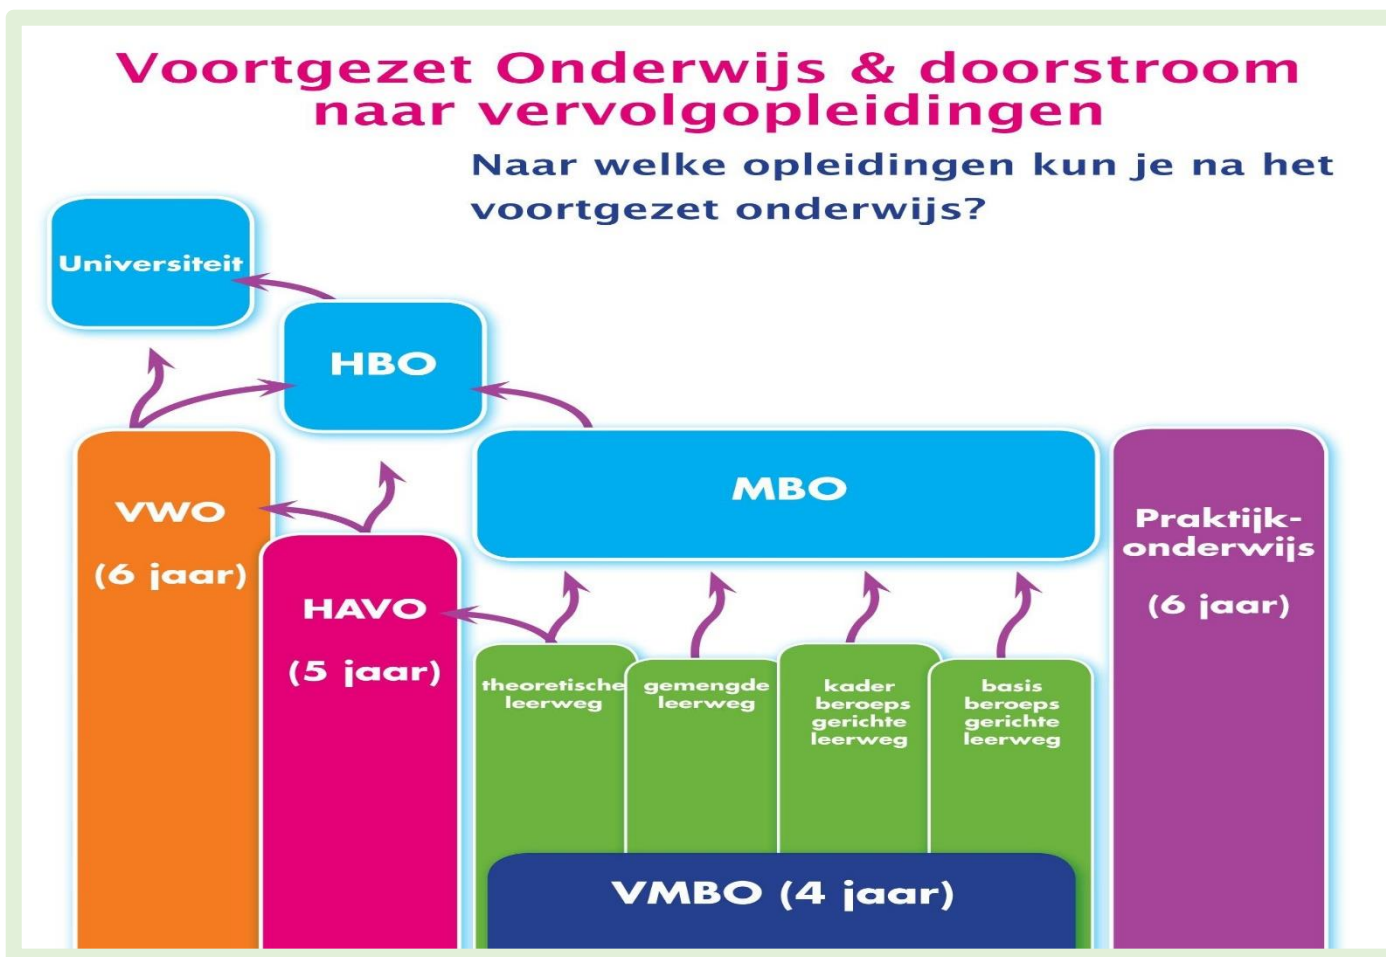 Voortgezet Onderwijs & doorstroom
naar vervolgopleidingen
Naar welke opleidingen kun je na het
voortgezet onderwijs?
Universiteit
HBO
MBO
VWO
(6 jaar)
HAVO
(5 jaar)
theoretische
leerweg
gemengde
leerweg
kader
beroeps
gerichte
leerweg
basis
beroeps
gerichte
leerweg
Praktijk-
onderwijs
(6 jaar)
VMBO (4 jaar)